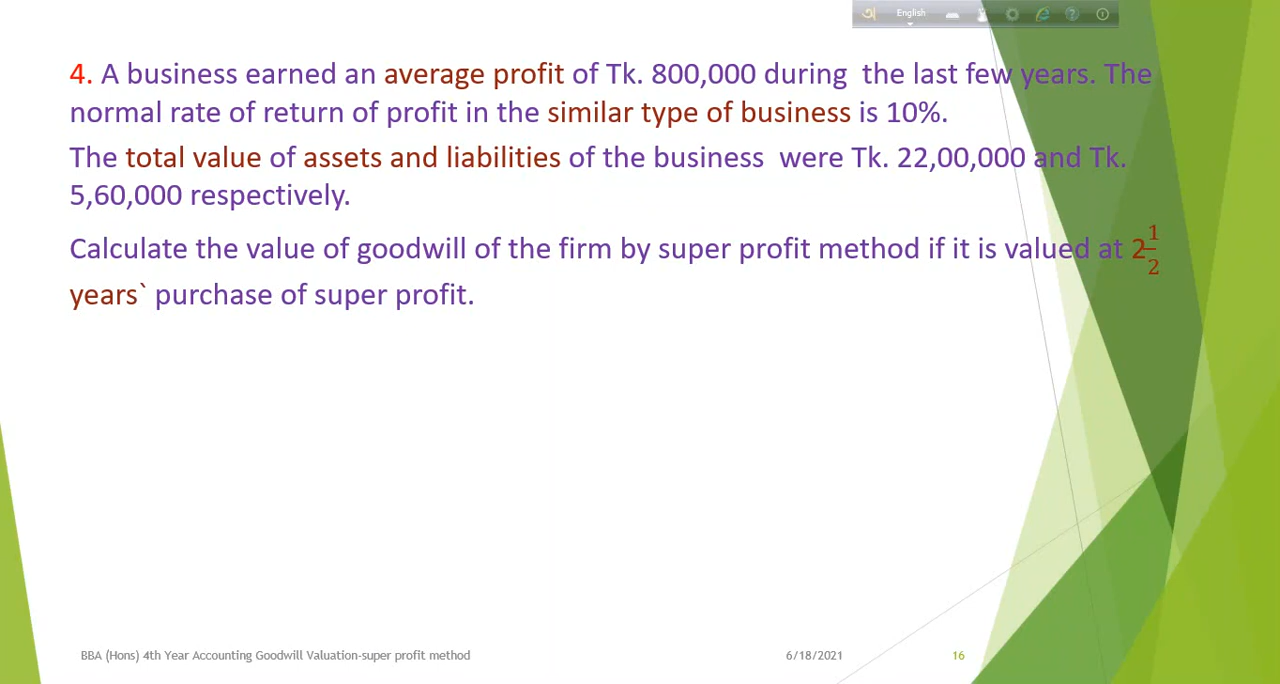 অ English
4. A business earned an average profit of Tk. 800,000 during the last few years. The
normal rate of return of profit in the similar type of business is 10%.
The total value of assets and liabilities of the business were Tk. 22,00,000 and Tk.
5,60,000 respectively.
Calculate the value of goodwill of the firm by super profit method if it is valued at 2 1/2
years` purchase of super profit.
BBA (Hons) 4th Year Accounting Goodwill Valuation-super profit method 6/18/2021 16